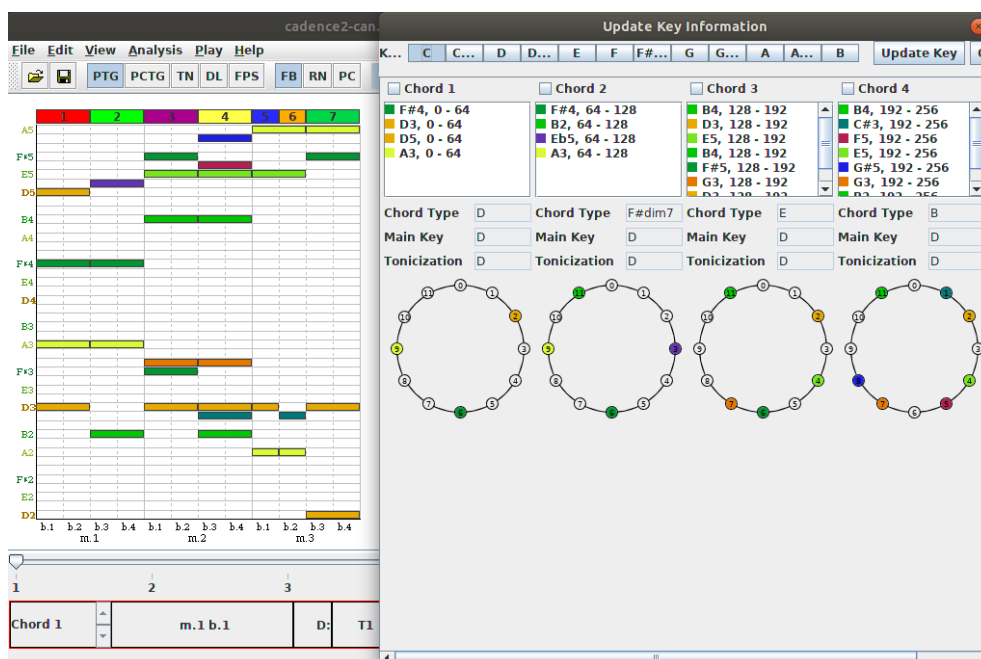 cadence2-can.
Update Key Information
File Edit View Analysis Play Help
PTG PCTG TN DL FPS FB RN PC
K... C C... D D... E F F#... G G... A A... B Update Key
1 2 3 4 5 6 7
A5
F#5
E5
D5
B4
A4
F#4
E4
D4
B3
A3
F#3
E3
D3
B2
A2
F#2
E2
D2
b.1 b.2 b.3 b.4 b.1 b.2 b.3 b.4 b.1 b.2 b.3 b.4
m.1 m.2 m.3
1 2 3
Chord 1 m.1 b.1 D: T1
Chord 1
F#4, 0 - 64
D3, 0 - 64
D5, 0 - 64
A3, 0 - 64
Chord Type D
Main Key D
Tonicization D
0 1 2 3 4 5 6 7 8 9 10 11
Chord 2
F#4, 64 - 128
B2, 64 - 128
Eb5, 64 - 128
A3, 64 - 128
Chord Type F#dim7
Main Key D
Tonicization D
0 1 2 3 4 5 6 7 8 9 10 11
Chord 3
B4, 128 - 192
D3, 128 - 192
E5, 128 - 192
B4, 128 - 192
F#5, 128 - 192
G3, 128 - 192
D3, 128 - 192
Chord Type E
Main Key D
Tonicization D
0 1 2 3 4 5 6 7 8 9 10 11
Chord 4
B4, 192 - 256
C#3, 192 - 256
F5, 192 - 256
E5, 192 - 256
G#5, 192 - 256
G3, 192 - 256
B2, 192 - 256
Chord Type B
Main Key D
Tonicization D
0 1 2 3 4 5 6 7 8 9 10 11